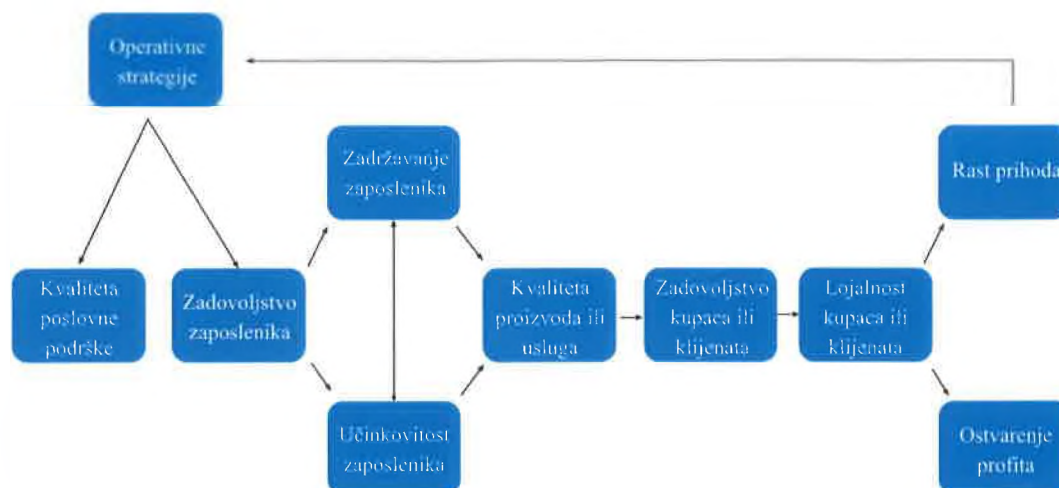 Operativne
strategije
Zadržavanje
zaposlenika
Rast prihoda
Kvaliteta
poslovne
podrške
Zadovoljstvo
zaposlenika
Kvaliteta
proizvoda ili
usluga
Zadovoljstvo
kupaca ili
klijenata
Lojalnost
kupaca ili
klijenata
Učinkovitost
zaposlenika
Ostvarenje
profita